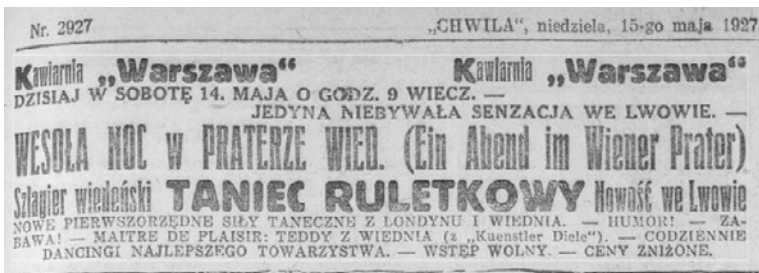 Nr. 2927 „CHWILA“, niedziela, 15-go maja 1927
Kawiarnia „Warszawa“ Kawiarnia „Warszawa“
DZISIAJ W SOBOTĘ 14. MAJA O GODZ. 9 WIECZ. —
JEDYNA NIEBYWAŁA SENZACJA WE LWOWIE. —
WESOŁA NOC w PRATERZE WIED. (Ein Abend im Wiener Prater)
Szlagier wiedeński TANIEC RULETKOWY Nowość we Lwowie
NOWE PIERWSZORZĘDNE SIŁY TANECZNE Z LONDYNU I WIEDNIA. — HUMOR! — ZA-
BAWA! — MAITRE DE PLAISIR: TEDDY Z WIEDNIA (z „Kuenstler Diele“). — CODZIENNIE
DANCINGI NAJLEPSZEGO TOWARZYSTWA. — WSTĘP WOLNY. — CENY ZNIŻONE.